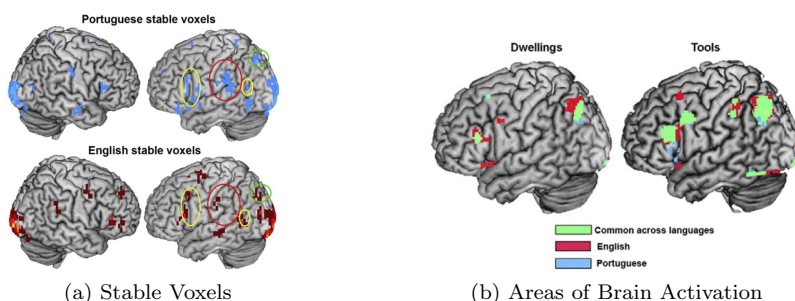 Portuguese stable voxels
English stable voxels
(a) Stable Voxels
Dwellings
Tools
Common across languages
English
Portuguese
(b) Areas of Brain Activation